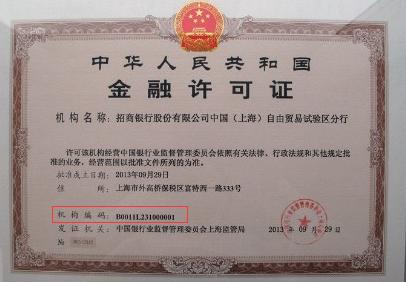 中华人民共和国
金融许可证
机构名称：招商银行股份有限公司中国（上海）自由贸易试验区分行
许可该机构经营中国银行业监督管理委员会依照有关法律、行政法规和其他规定批
准的业务，经营范围以批准文件所列的为准。
批准成立日期：2013年09月29日
住所：上海市外高桥保税区富特西一路333号
机构编码：B0011L231000001
发证机关：中国银行业监督管理委员会上海监管局
2013年09月29日
№